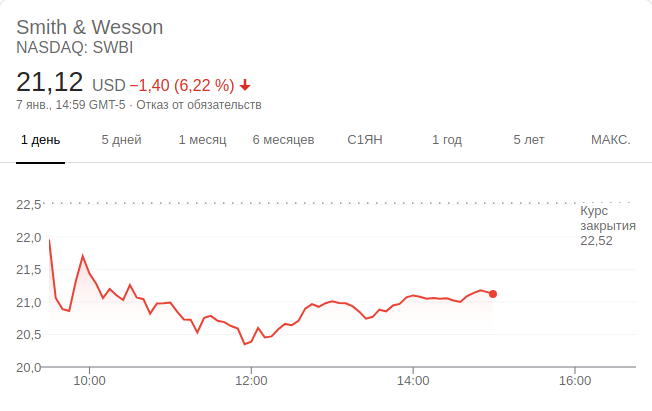 Smith & Wesson
NASDAQ: SWBI
21,12 USD −1,40 (6,22 %)
7 янв., 14:59 GMT-5 · Отказ от обязательств
1 день 5 дней 1 месяц 6 месяцев С1ЯН 1 год 5 лет МАКС.
22,5
Курс
закрытия
22,52
22,0
21,5
21,0
20,5
20,0
10:00 12:00 14:00 16:00